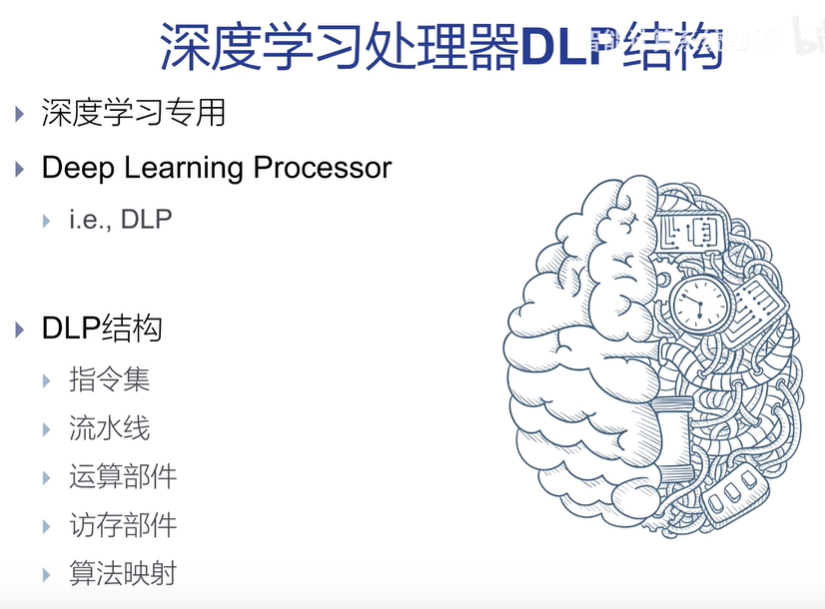 深度学习处理器DLP结构
深度学习专用
Deep Learning Processor
i.e., DLP
DLP结构
指令集
流水线
运算部件
访存部件
算法映射